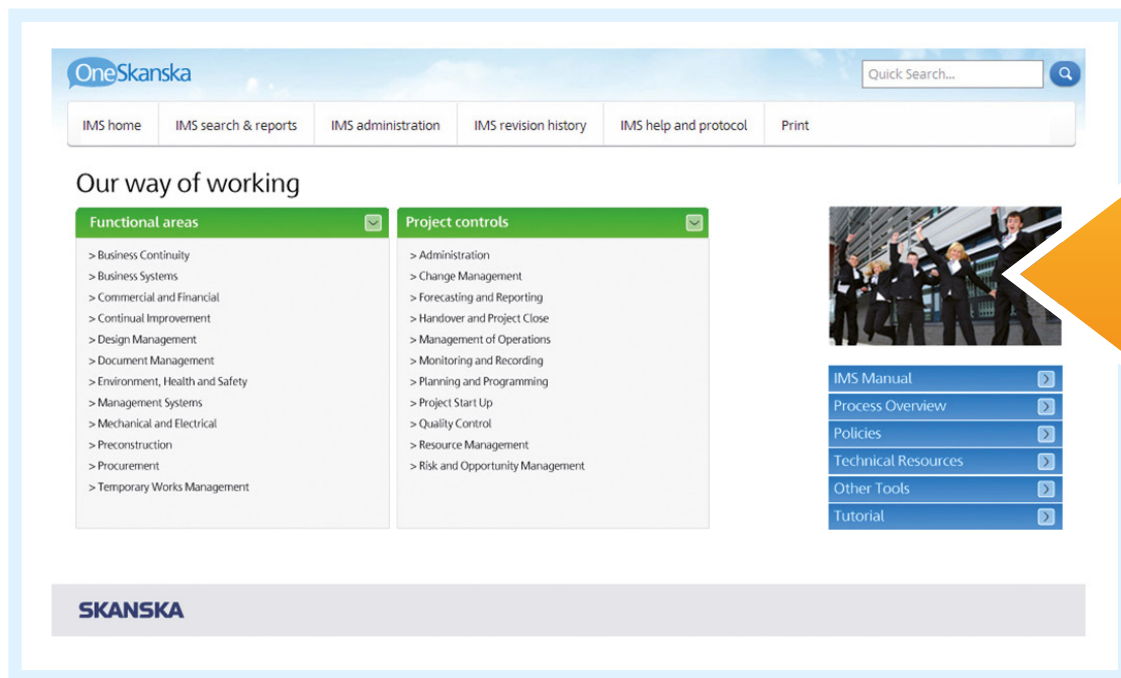 OneSkanska
Quick Search...
IMS home IMS search & reports IMS administration IMS revision history IMS help and protocol Print
Our way of working
Functional areas
> Business Continuity
> Business Systems
> Commercial and Financial
> Continual Improvement
> Design Management
> Document Management
> Environment, Health and Safety
> Management Systems
> Mechanical and Electrical
> Preconstruction
> Procurement
> Temporary Works Management
Project controls
> Administration
> Change Management
> Forecasting and Reporting
> Handover and Project Close
> Management of Operations
> Monitoring and Recording
> Planning and Programming
> Project Start Up
> Quality Control
> Resource Management
> Risk and Opportunity Management
IMS Manual
Process Overview
Policies
Technical Resources
Other Tools
Tutorial
SKANSKA